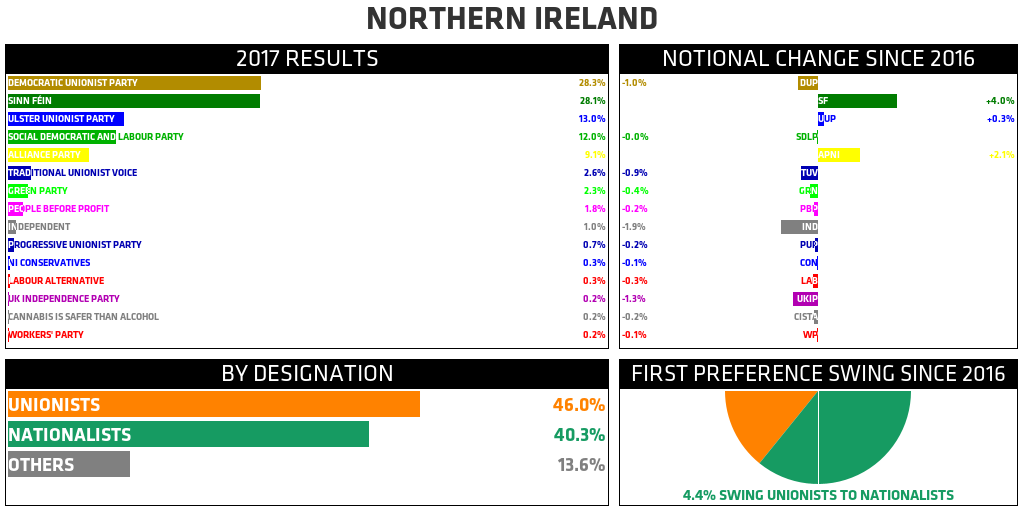 NORTHERN IRELAND
2017 RESULTS
DEMOCRATIC UNIONIST PARTY 28.3%
SINN FÉIN 28.1%
ULSTER UNIONIST PARTY 13.0%
SOCIAL DEMOCRATIC AND LABOUR PARTY 12.0%
ALLIANCE PARTY 9.1%
TRADITIONAL UNIONIST VOICE 2.6%
GREEN PARTY 2.3%
PEOPLE BEFORE PROFIT 1.8%
INDEPENDENT 1.0%
PROGRESSIVE UNIONIST PARTY 0.7%
NI CONSERVATIVES 0.3%
LABOUR ALTERNATIVE 0.3%
UK INDEPENDENCE PARTY 0.2%
CANNABIS IS SAFER THAN ALCOHOL 0.2%
WORKERS' PARTY 0.2%
NOTIONAL CHANGE SINCE 2016
-1.0% DUP
SF +4.0%
UUP +0.3%
-0.0% SDLP
APNI +2.1%
-0.9% TUV
-0.4% GRN
-0.2% PBP
-1.9% IND
-0.2% PUP
-0.1% CON
-0.3% LAB
-1.3% UKIP
-0.2% CISTA
-0.1% WP
BY DESIGNATION
UNIONISTS 46.0%
NATIONALISTS 40.3%
OTHERS 13.6%
FIRST PREFERENCE SWING SINCE 2016
4.4% SWING UNIONISTS TO NATIONALISTS